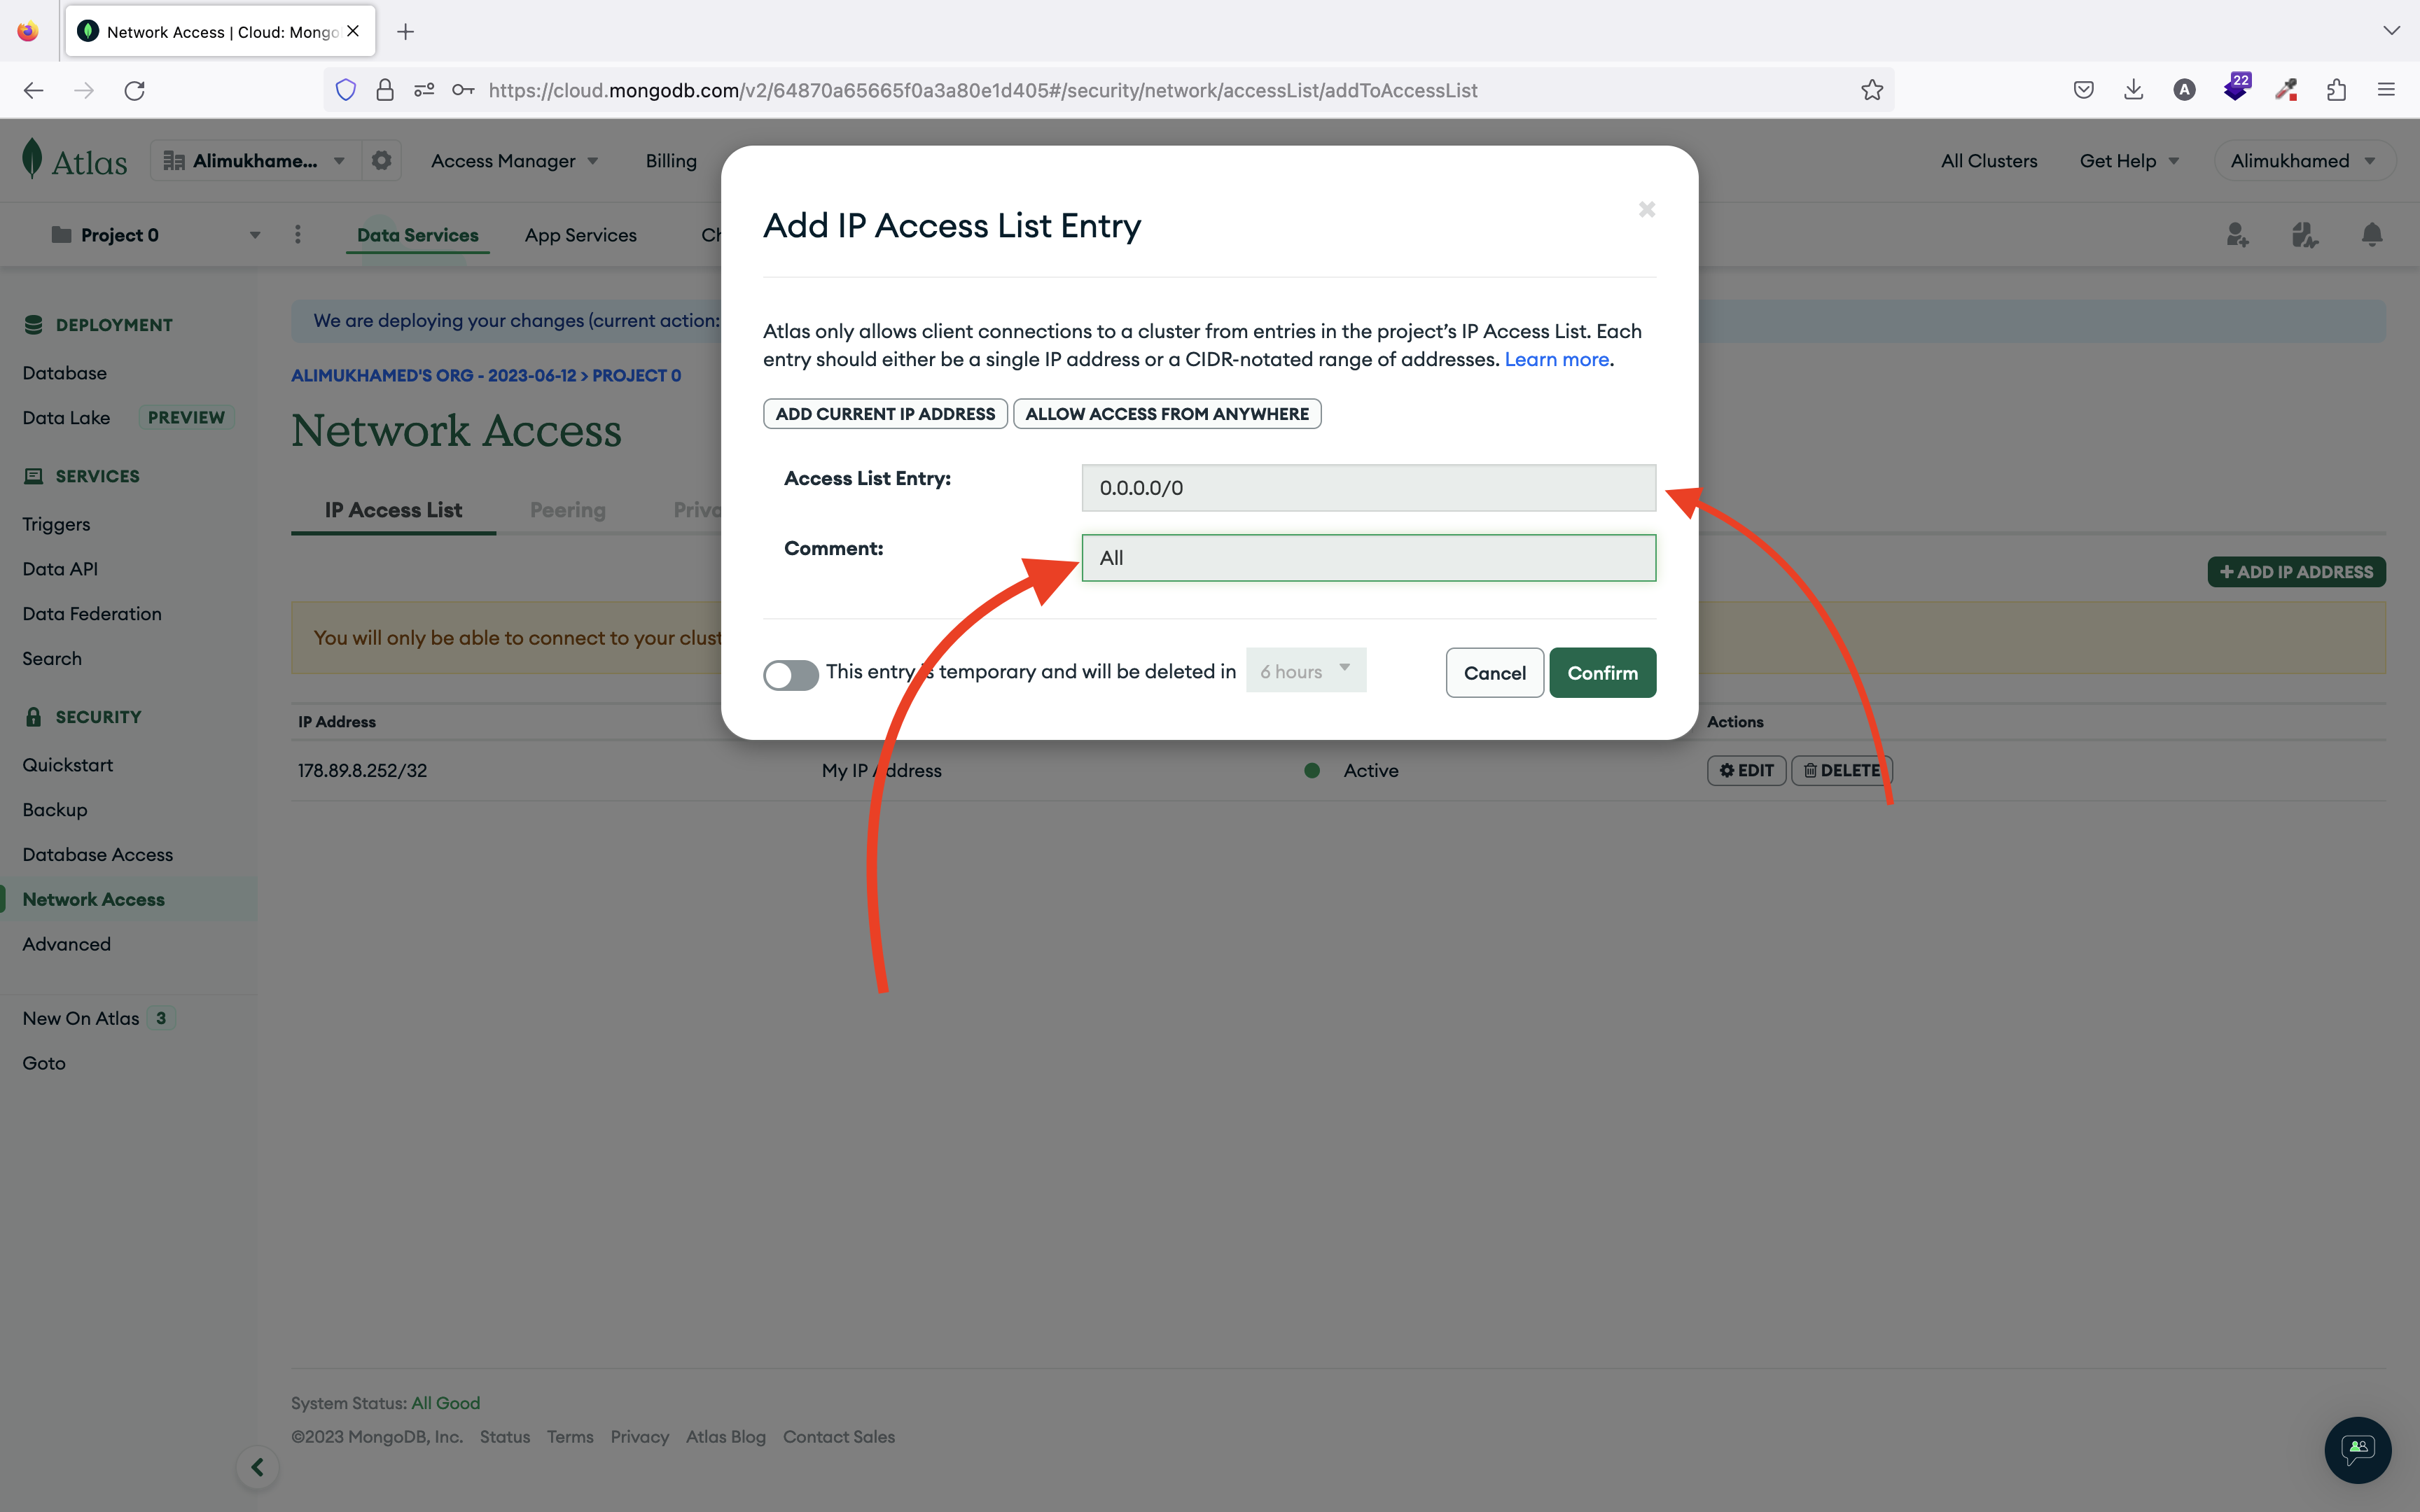 Network Access | Cloud: Mongo
https://cloud.mongodb.com/v2/64870a65665f0a3a80e1d405#/security/network/accessList/addToAccessList
A
22
Atlas
Alimukhame...
Access Manager
Billing
All Clusters
Get Help
Alimukhamed
Project 0
Data Services
App Services
Ch
DEPLOYMENT
Database
Data Lake PREVIEW
SERVICES
Triggers
Data API
Data Federation
Search
SECURITY
Quickstart
Backup
Database Access
Network Access
Advanced
New On Atlas 3
Goto
We are deploying your changes (current action:
ALIMUKHAMED'S ORG - 2023-06-12 > PROJECT 0
Network Access
IP Access List
Peering
Priva
+ ADD IP ADDRESS
You will only be able to connect to your clust
IP Address
Actions
178.89.8.252/32
My IP Address
Active
EDIT
DELETE
Add IP Access List Entry
Atlas only allows client connections to a cluster from entries in the project’s IP Access List. Each
entry should either be a single IP address or a CIDR-notated range of addresses. Learn more.
ADD CURRENT IP ADDRESS
ALLOW ACCESS FROM ANYWHERE
Access List Entry:
0.0.0.0/0
Comment:
All
This entry is temporary and will be deleted in
6 hours
Cancel
Confirm
System Status: All Good
©2023 MongoDB, Inc. Status Terms Privacy Atlas Blog Contact Sales